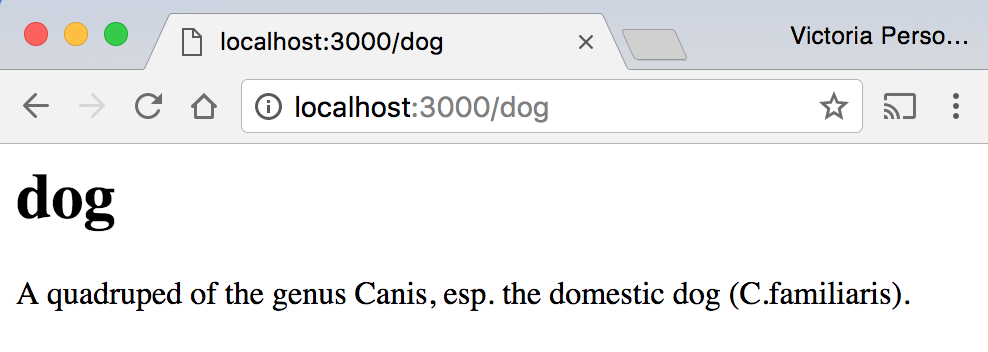 localhost:3000/dog
Victoria Perso...
localhost:3000/dog
dog
A quadruped of the genus Canis, esp. the domestic dog (C.familiaris).